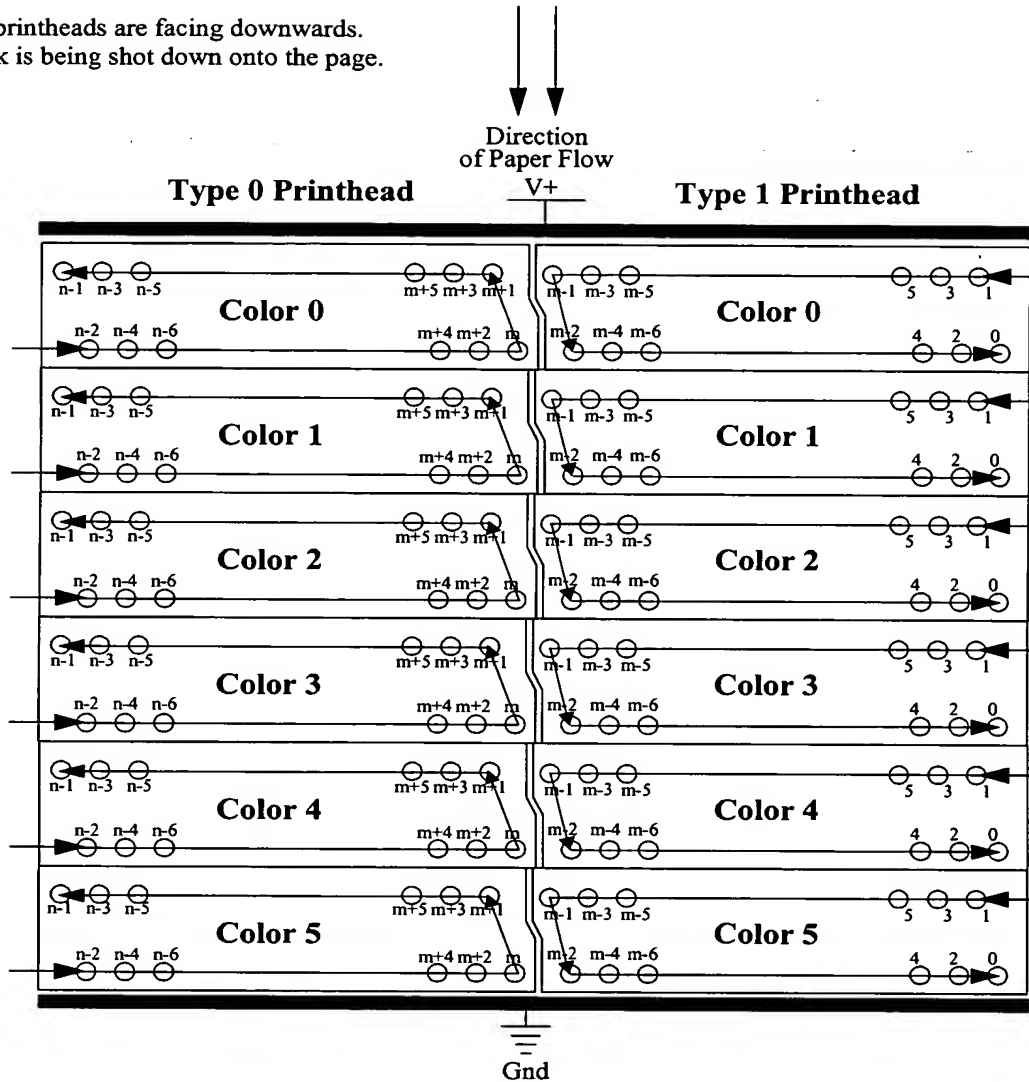 printheads are facing downwards.
k is being shot down onto the page.
Direction
of Paper Flow
V+
Type 0 Printhead
Type 1 Printhead
n-1 n-3 n-5 m+5 m+3 m+1 m-1 m-3 m-5 5 3 1
Color 0 Color 0
n-2 n-4 n-6 m+4 m+2 m m-2 m-4 m-6 4 2 0
n-1 n-3 n-5 m+5 m+3 m+1 m-1 m-3 m-5 5 3 1
Color 1 Color 1
n-2 n-4 n-6 m+4 m+2 m m-2 m-4 m-6 4 2 0
n-1 n-3 n-5 m+5 m+3 m+1 m-1 m-3 m-5 5 3 1
Color 2 Color 2
n-2 n-4 n-6 m+4 m+2 m m-2 m-4 m-6 4 2 0
n-1 n-3 n-5 m+5 m+3 m+1 m-1 m-3 m-5 5 3 1
Color 3 Color 3
n-2 n-4 n-6 m+4 m+2 m m-2 m-4 m-6 4 2 0
n-1 n-3 n-5 m+5 m+3 m+1 m-1 m-3 m-5 5 3 1
Color 4 Color 4
n-2 n-4 n-6 m+4 m+2 m m-2 m-4 m-6 4 2 0
n-1 n-3 n-5 m+5 m+3 m+1 m-1 m-3 m-5 5 3 1
Color 5 Color 5
n-2 n-4 n-6 m+4 m+2 m m-2 m-4 m-6 4 2 0
Gnd